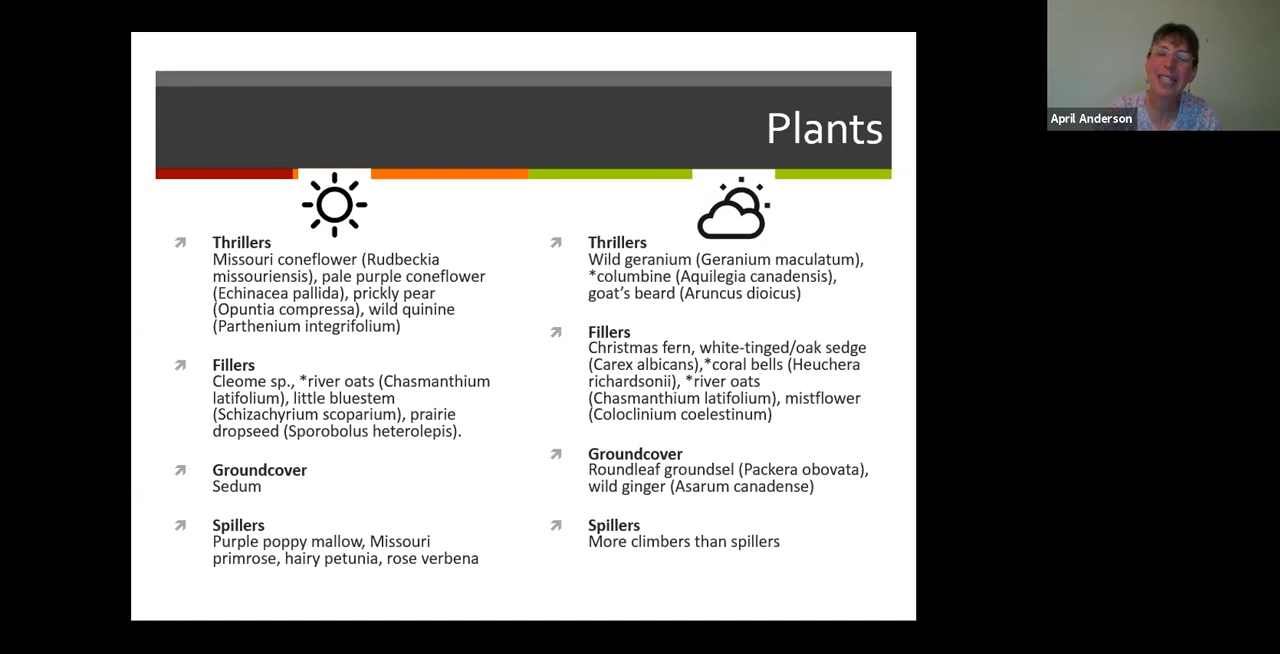 Plants
Thrillers
Missouri coneflower (Rudbeckia
missouriensis), pale purple coneflower
(Echinacea pallida), prickly pear
(Opuntia compressa), wild quinine
(Parthenium integrifolium)
Fillers
Cleome sp., *river oats (Chasmanthium
latifolium), little bluestem
(Schizachyrium scoparium), prairie
dropseed (Sporobolus heterolepis).
Groundcover
Sedum
Spillers
Purple poppy mallow, Missouri
primrose, hairy petunia, rose verbena
Thrillers
Wild geranium (Geranium maculatum),
*columbine (Aquilegia canadensis),
goat's beard (Aruncus dioicus)
Fillers
Christmas fern, white-tinged/oak sedge
(Carex albicans),*coral bells (Heuchera
richardsonii), *river oats
(Chasmanthium latifolium), mistflower
(Coloclinium coelestinum)
Groundcover
Roundleaf groundsel (Packera obovata),
wild ginger (Asarum canadense)
Spillers
More climbers than spillers
April Anderson